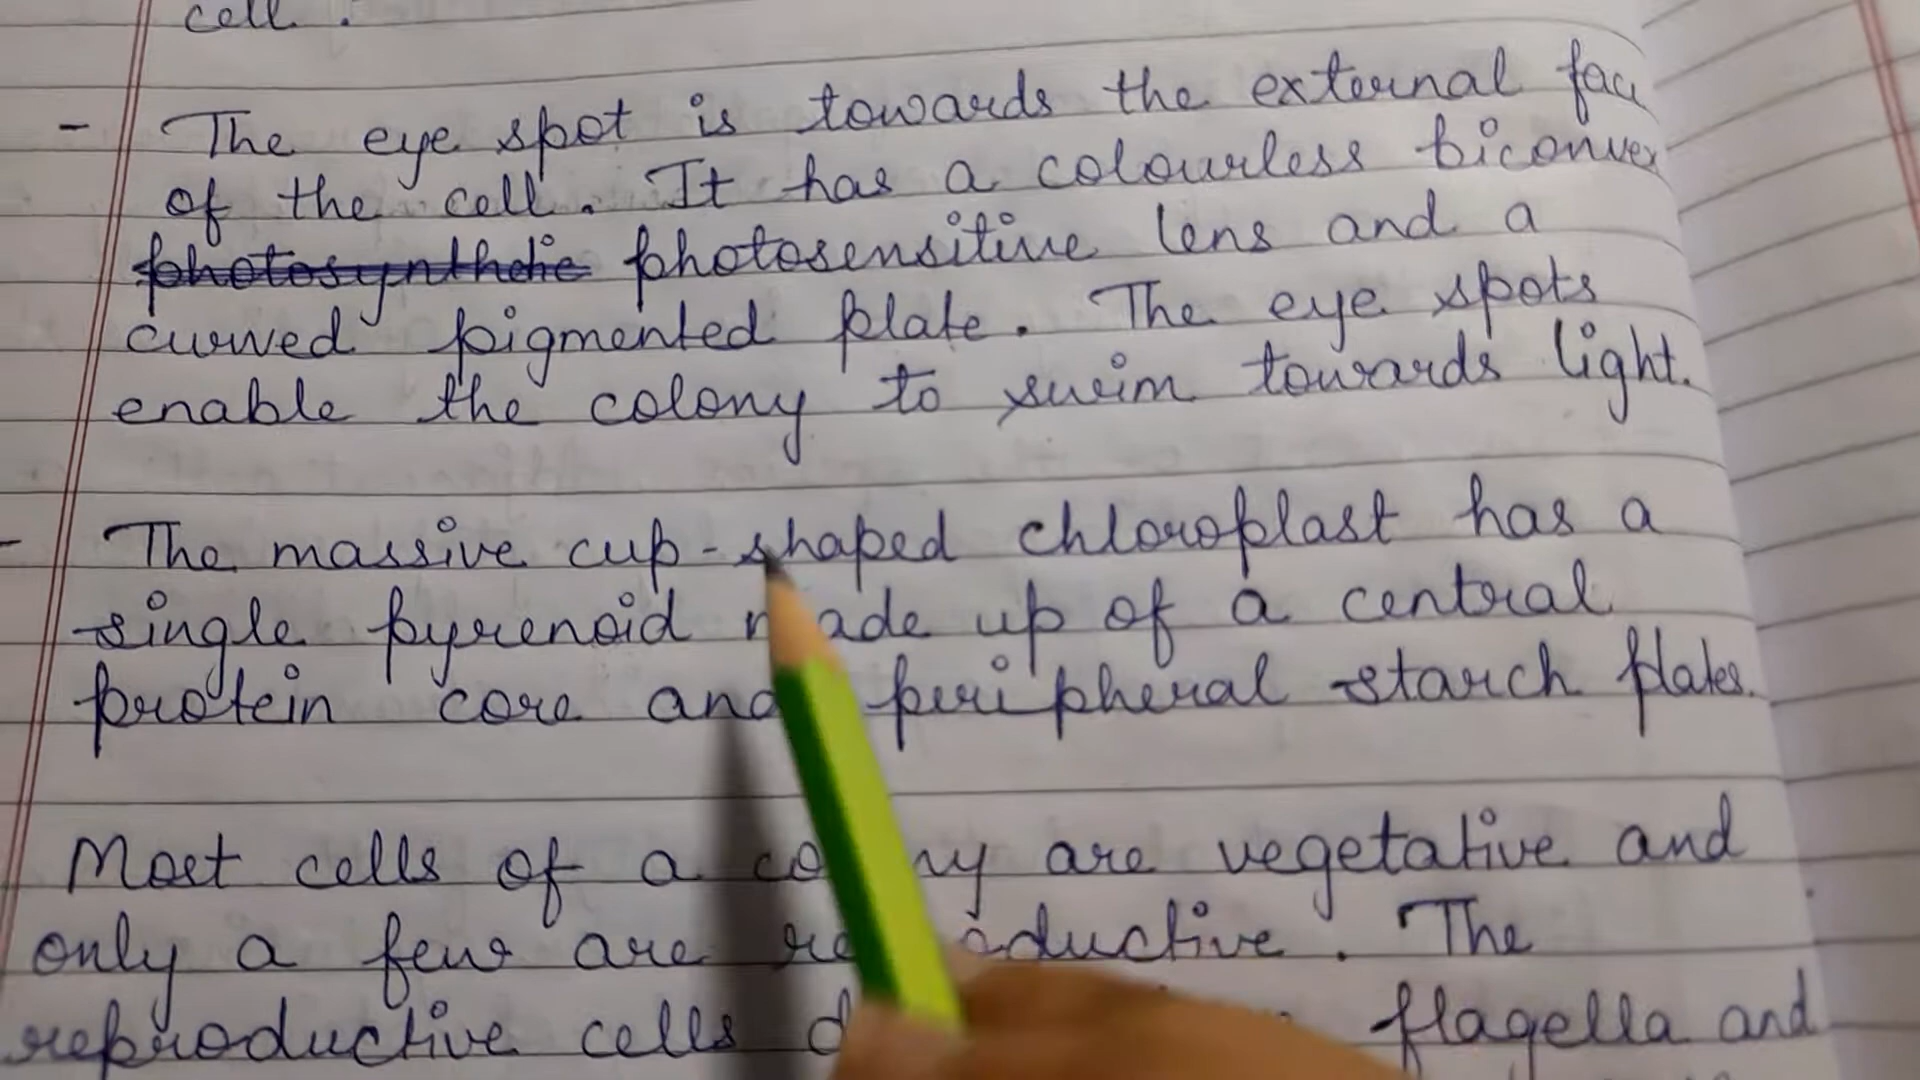 cell.
- The eye spot is towards the external face
of the cell. It has a colourless biconvex
photosynthetic photosensitive lens and a
curved pigmented plate. The eye spots
enable the colony to swim towards light.
- The massive cup-shaped chloroplast has a
single pyrenoid made up of a central
protein core and peripheral starch plates.
Most cells of a colony are vegetative and
only a few are reproductive. The
reproductive cells flagella and